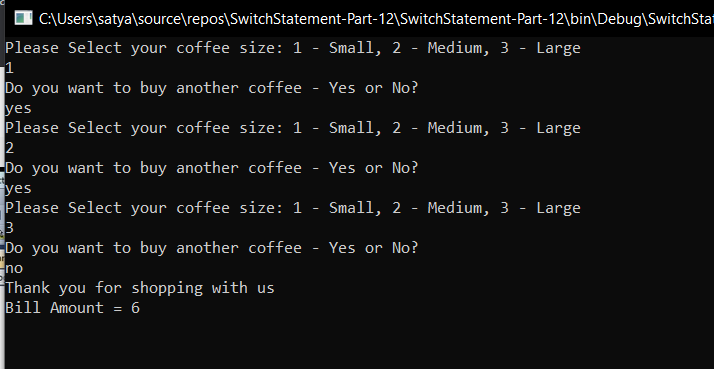 C:\Users\satya\source\repos\SwitchStatement-Part-12\SwitchStatement-Part-12\bin\Debug\SwitchStat
Please Select your coffee size: 1 - Small, 2 - Medium, 3 - Large
1
Do you want to buy another coffee - Yes or No?
yes
Please Select your coffee size: 1 - Small, 2 - Medium, 3 - Large
2
Do you want to buy another coffee - Yes or No?
yes
Please Select your coffee size: 1 - Small, 2 - Medium, 3 - Large
3
Do you want to buy another coffee - Yes or No?
no
Thank you for shopping with us
Bill Amount = 6